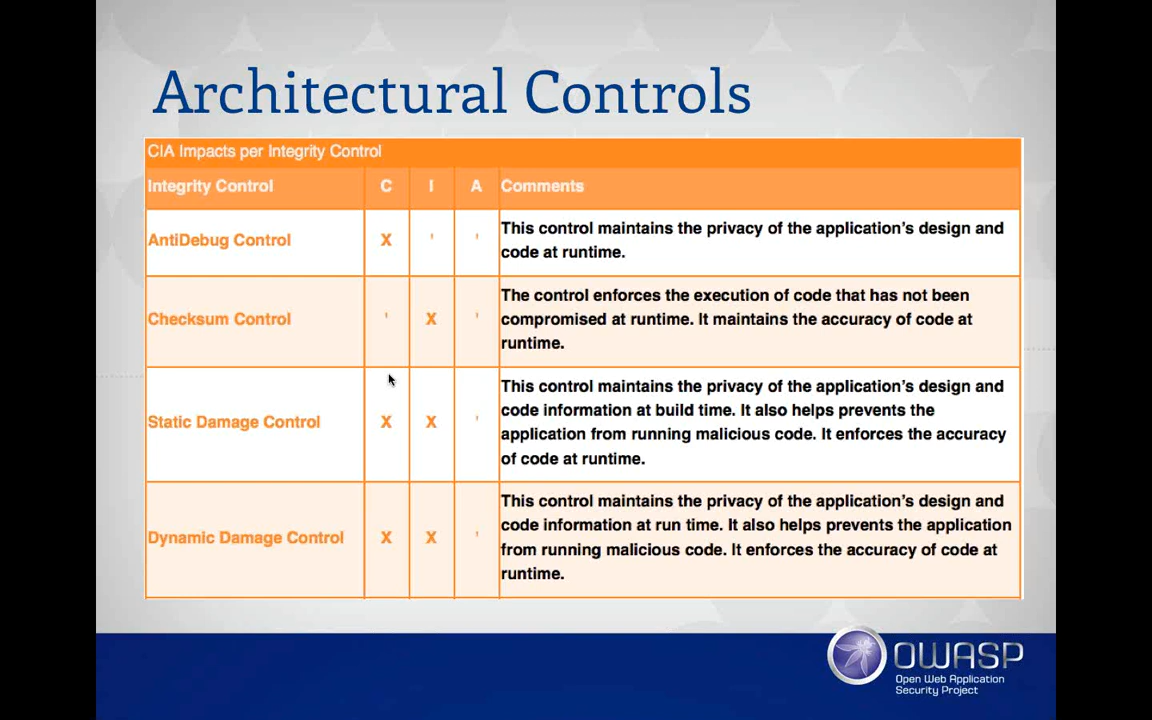 Architectural Controls
CIA Impacts per Integrity Control
Integrity Control C I A Comments
AntiDebug Control X ' ' This control maintains the privacy of the application's design and
code at runtime.
Checksum Control ' X ' The control enforces the execution of code that has not been
compromised at runtime. It maintains the accuracy of code at
runtime.
Static Damage Control X X ' This control maintains the privacy of the application's design and
code information at build time. It also helps prevents the
application from running malicious code. It enforces the accuracy
of code at runtime.
Dynamic Damage Control X X ' This control maintains the privacy of the application's design and
code information at run time. It also helps prevents the application
from running malicious code. It enforces the accuracy of code at
runtime.
OWASP
Open Web Application
Security Project